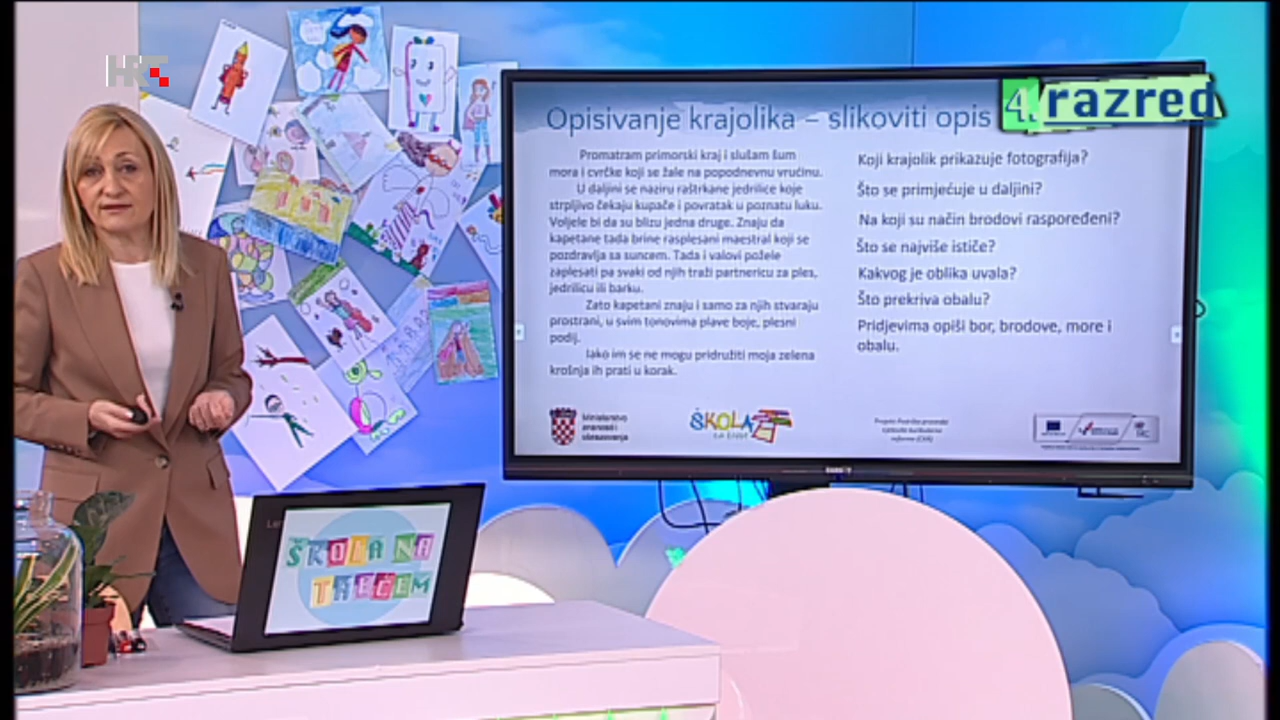 HRT
4. razred
Opisivanje krajolika – slikoviti opis
Promatram primorski kraj i slušam šum
mora i cvrčke koji se žale na popodnevnu vrućinu.
U daljini se naziru raštrkane jedrilice koje
strpljivo čekaju kupače i povratak u poznatu luku.
Voljele bi da su blizu jedna druge. Znaju da
kapetane tada brine rasplesani maestral koji se
pozdravlja sa suncem. Tada i valovi požele
zaplesati pa svaki od njih traži partnericu za ples,
jedrilicu ili barku.
Zato kapetani znaju i samo za njih stvaraju
prostrani, u svim tonovima plave boje, plesni
podij.
Iako im se ne mogu pridružiti moja zelena
krošnja ih prati u korak.
Koji krajolik prikazuje fotografija?
Što se primjećuje u daljini?
Na koji su način brodovi raspoređeni?
Što se najviše ističe?
Kakvog je oblika uvala?
Što prekriva obalu?
Pridjevima opiši bor, brodove, more i
obalu.
Ministarstvo
znanosti i
obrazovanja
ŠKOLA
ZA ŽIVOT
ŠKOLA NA
TREĆEM